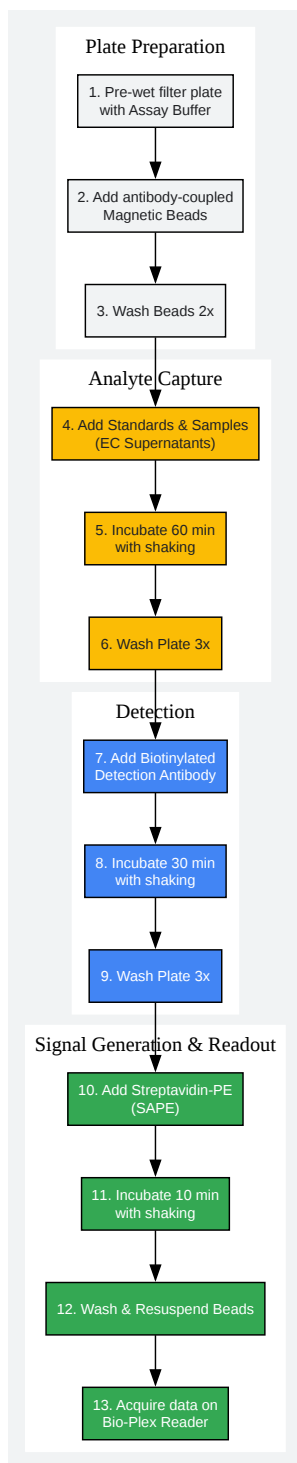 Plate Preparation
1. Pre-wet filter plate
with Assay Buffer
2. Add antibody-coupled
Magnetic Beads
3. Wash Beads 2x
Analyte Capture
4. Add Standards & Samples
(EC Supernatants)
5. Incubate 60 min
with shaking
6. Wash Plate 3x
Detection
7. Add Biotinylated
Detection Antibody
8. Incubate 30 min
with shaking
9. Wash Plate 3x
Signal Generation & Readout
10. Add Streptavidin-PE
(SAPE)
11. Incubate 10 min
with shaking
12. Wash & Resuspend Beads
13. Acquire data on
Bio-Plex Reader